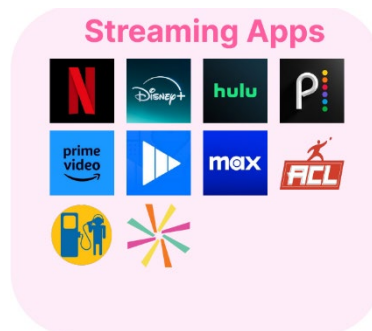 Streaming Apps
N
Disney+
hulu
P
prime
video
max
ACL